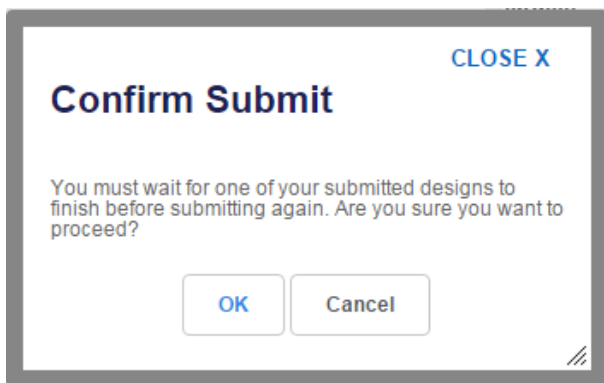 CLOSE X
Confirm Submit
You must wait for one of your submitted designs to
finish before submitting again. Are you sure you want to
proceed?
OK
Cancel